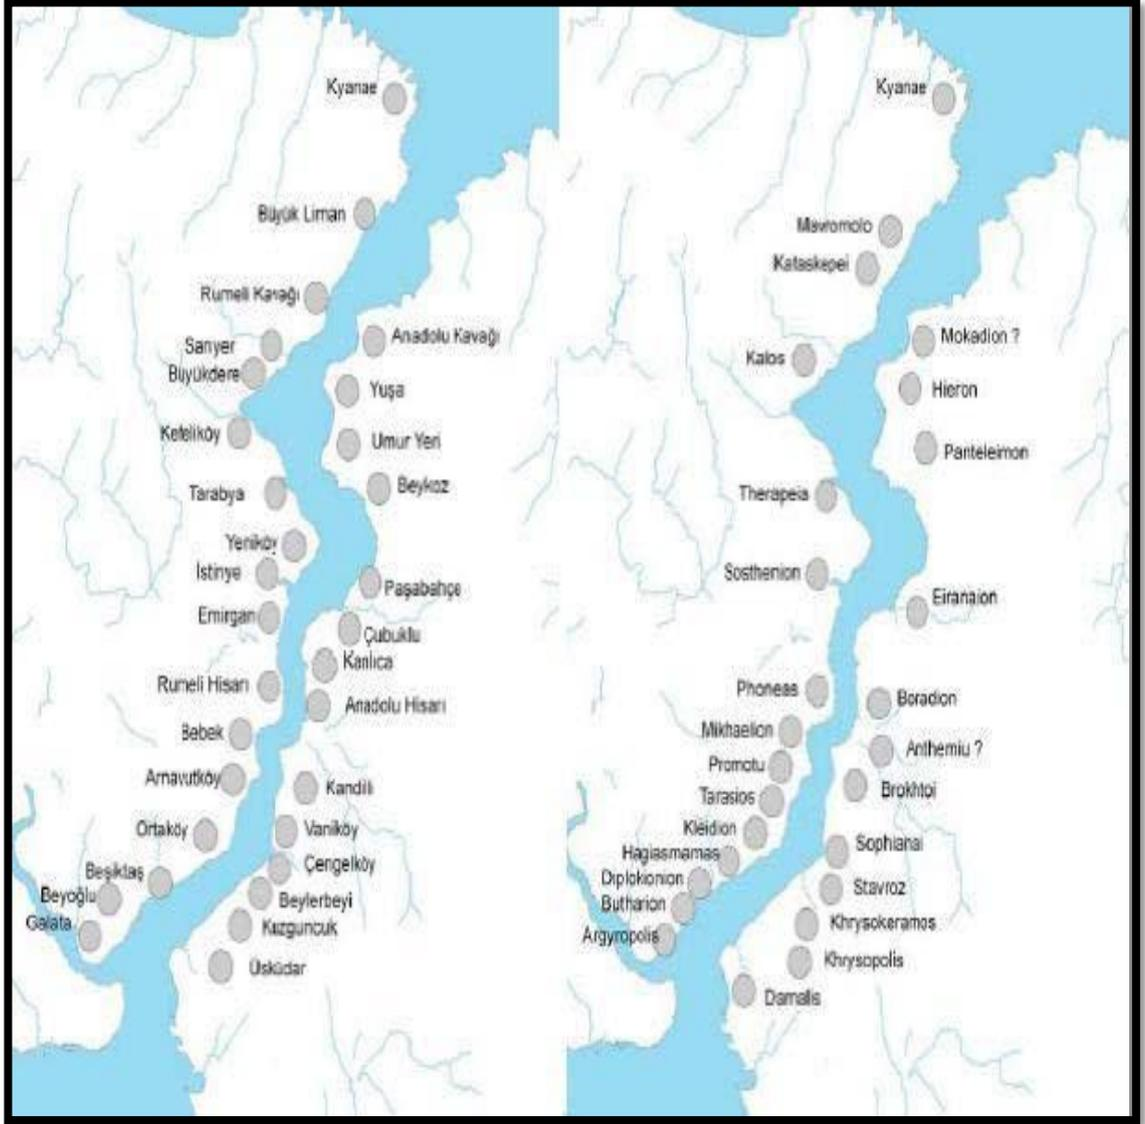 Kyanae
Büyük Liman
Rumeli Kavağı
Anadolu Kavağı
Sarıyer
Büyükdere
Yuşa
Kefeliköy
Umur Yeri
Beykoz
Tarabya
Yeniköy
İstinye
Paşabahçe
Emirgan
Çubuklu
Kanlıca
Rumeli Hisarı
Anadolu Hisarı
Bebek
Arnavutköy
Kandilli
Ortaköy
Vaniköy
Çengelköy
Beşiktaş
Beyoğlu
Beylerbeyi
Galata
Kuzguncuk
Üsküdar
Kyanae
Mavromolo
Kataskepei
Mokadion ?
Kalos
Hieron
Panteleimon
Therapeia
Sosthenion
Eiranaion
Phoneas
Boradion
Mikhaelion
Anthemiu ?
Promotu
Brokhtoi
Tarasios
Kleidion
Sophianai
Hagiasmamas
Diplokionion
Stavroz
Butharion
Khrysokeramos
Argyropolis
Khrysopolis
Damalis